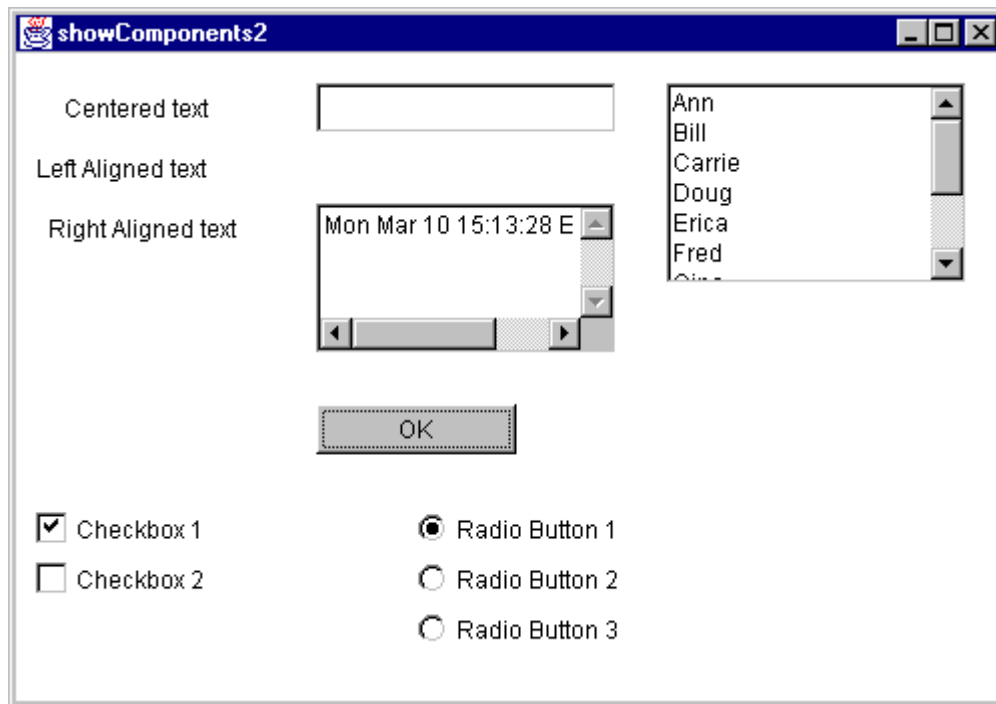 showComponents2
Centered text
Left Aligned text
Right Aligned text
Mon Mar 10 15:13:28 E
Ann
Bill
Carrie
Doug
Erica
Fred
OK
Checkbox 1
Checkbox 2
Radio Button 1
Radio Button 2
Radio Button 3